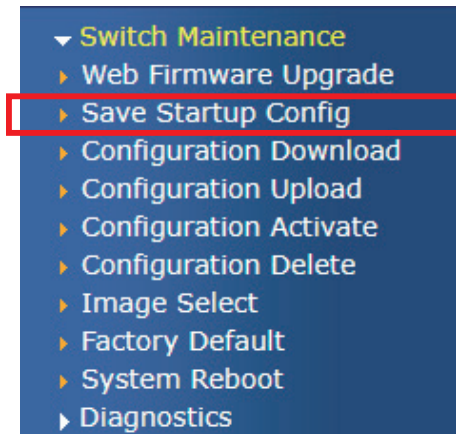 Switch Maintenance
Web Firmware Upgrade
Save Startup Config
Configuration Download
Configuration Upload
Configuration Activate
Configuration Delete
Image Select
Factory Default
System Reboot
Diagnostics